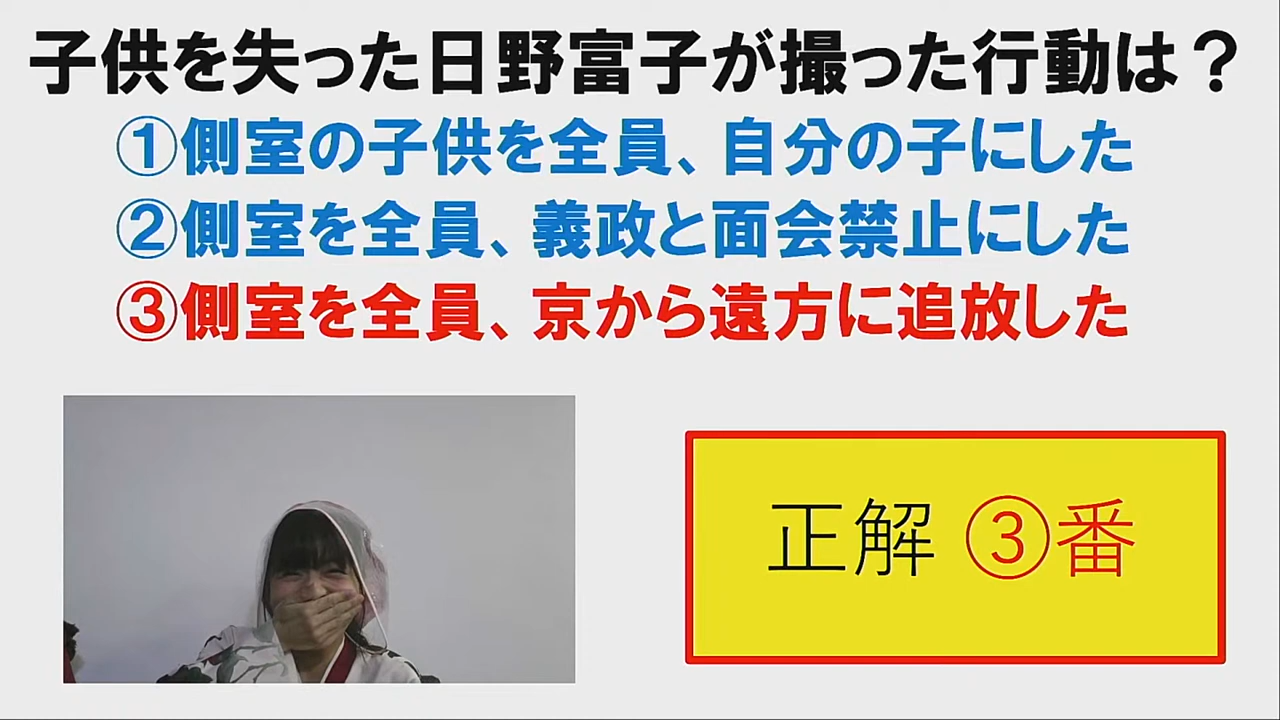 子供を失った日野富子が撮った行動は？
①側室の子供を全員、自分の子にした
②側室を全員、義政と面会禁止にした
③側室を全員、京から遠方に追放した
正解 ③番